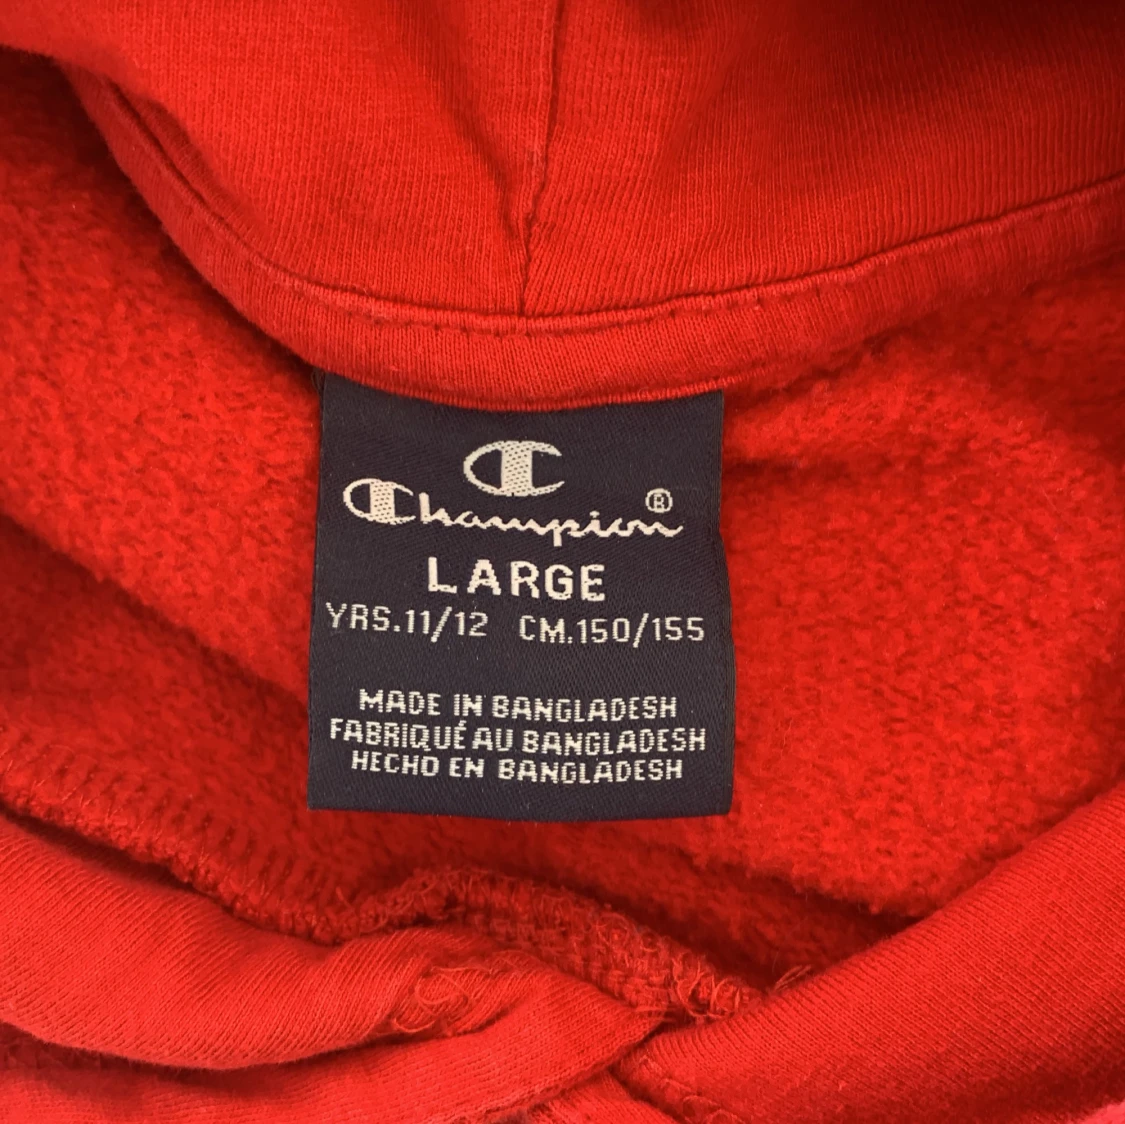 Champion®
LARGE
YRS.11/12 CM.150/155
MADE IN BANGLADESH
FABRIQUÉ AU BANGLADESH
HECHO EN BANGLADESH